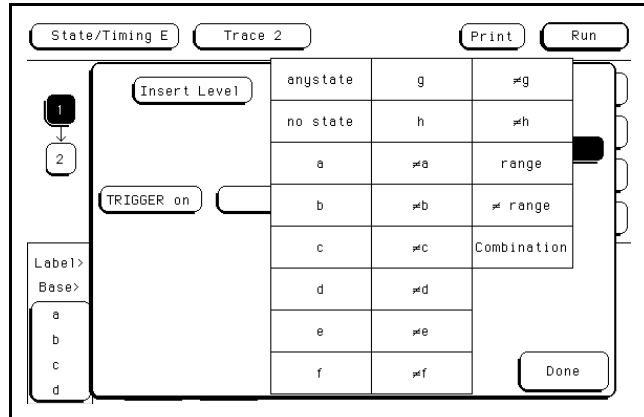 State/Timing E Trace 2 Print Run
Insert Level anystate g ≠g
1 no state h ≠h
2 a ≠a range
TRIGGER on b ≠b ≠ range
c ≠c Combination
Label>
Base> d ≠d
a
b e ≠e
c f ≠f Done
d